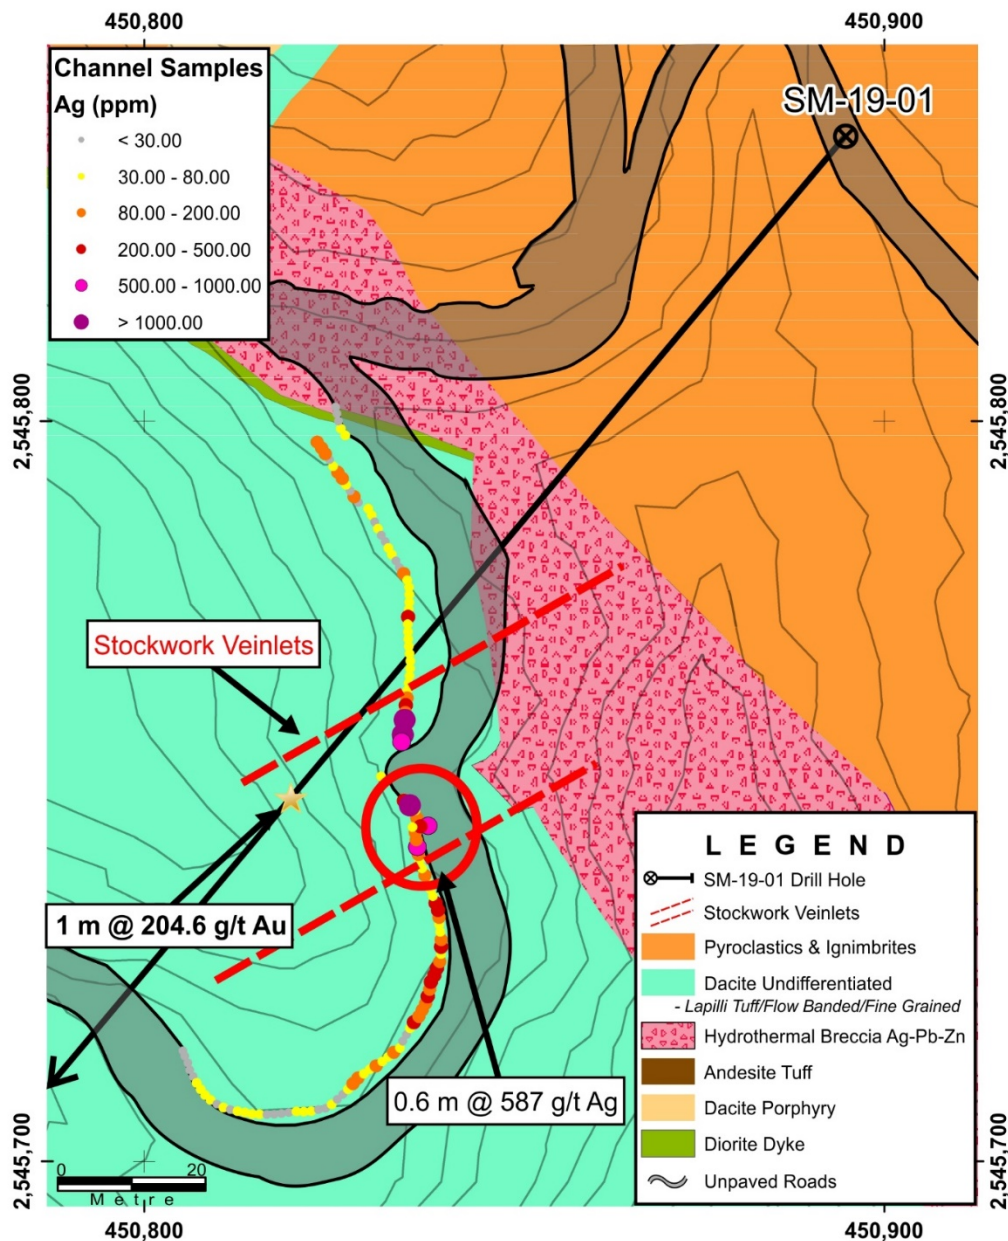 450,800
450,900
Channel Samples
Ag (ppm)
< 30.00
30.00 - 80.00
80.00 - 200.00
200.00 - 500.00
500.00 - 1000.00
> 1000.00
SM-19-01
2,545,800
2,545,800
Stockwork Veinlets
1 m @ 204.6 g/t Au
0.6 m @ 587 g/t Ag
LEGEND
SM-19-01 Drill Hole
Stockwork Veinlets
Pyroclastics & Ignimbrites
Dacite Undifferentiated
- Lapilli Tuff/Flow Banded/Fine Grained
Hydrothermal Breccia Ag-Pb-Zn
Andesite Tuff
Dacite Porphyry
Diorite Dyke
Unpaved Roads
2,545,700
2,545,700
0 20
Mètre
450,800
450,900